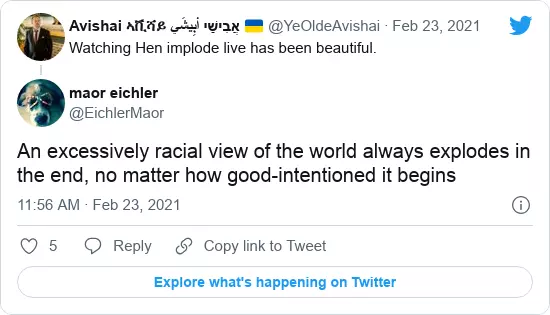 Avishai አቪሻይ أَبِيشَي אֲבִישַׁי 🇺🇦 @YeOldeAvishai · Feb 23, 2021
Watching Hen implode live has been beautiful.
maor eichler
@EichlerMaor
An excessively racial view of the world always explodes in
the end, no matter how good-intentioned it begins
11:56 AM · Feb 23, 2021
5 Reply Copy link to Tweet
Explore what's happening on Twitter